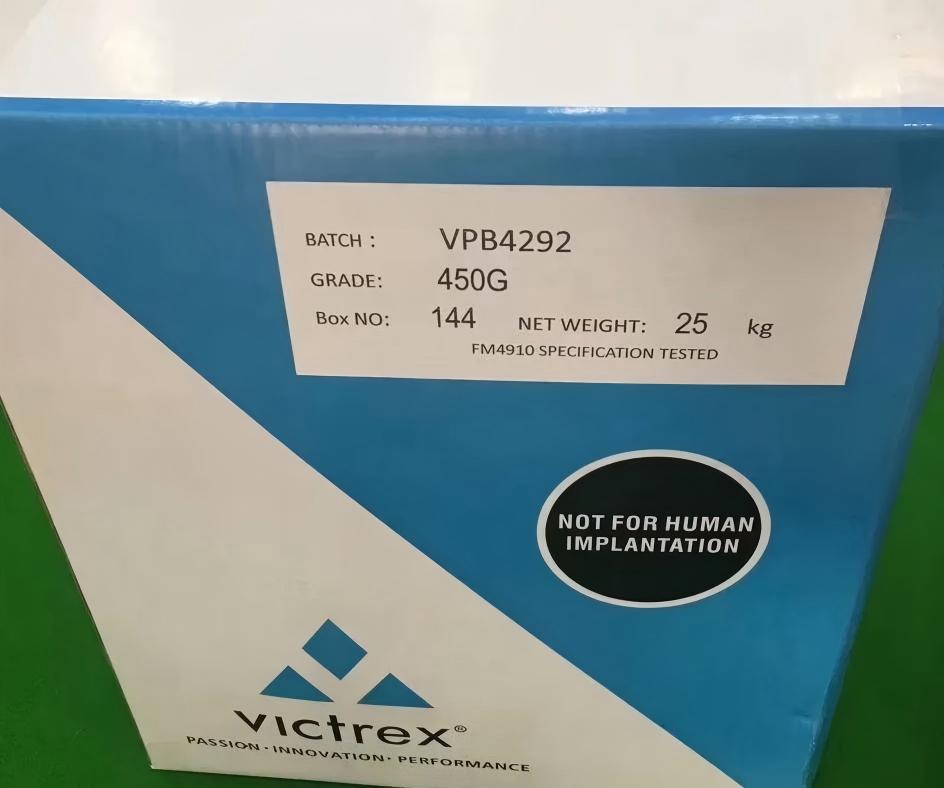 BATCH : VPB4292
GRADE: 450G
Box NO: 144 NET WEIGHT: 25 kg
FM4910 SPECIFICATION TESTED
NOT FOR HUMAN
IMPLANTATION
victrex®
PASSION · INNOVATION · PERFORMANCE